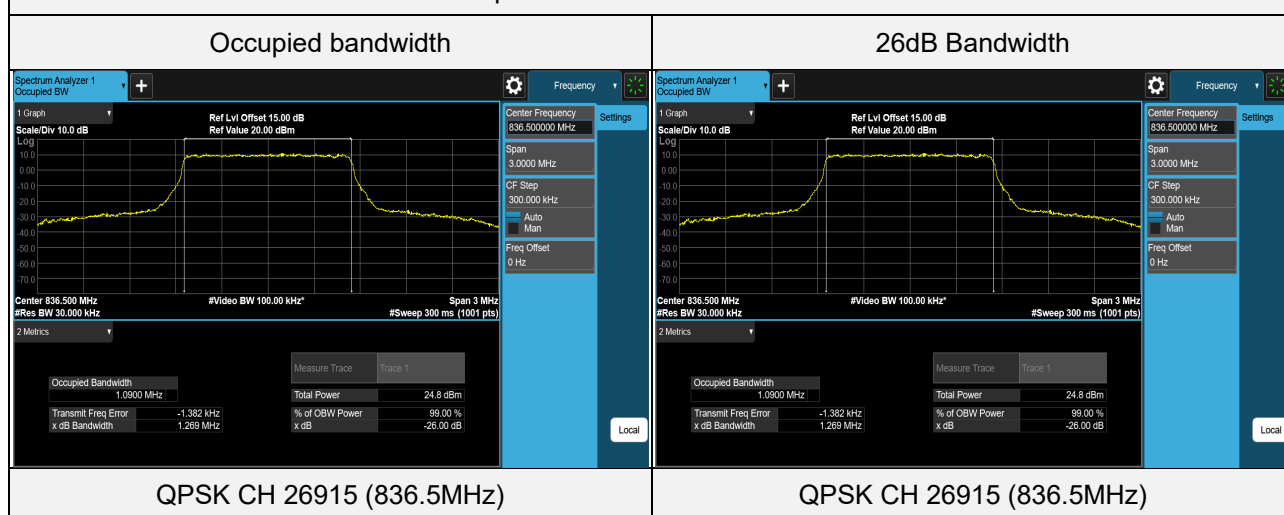 Occupied bandwidth
26dB Bandwidth
Spectrum Analyzer 1
Occupied BW
+
Frequency
1 Graph
Scale/Div 10.0 dB
Ref Lvl Offset 15.00 dB
Ref Value 20.00 dBm
Log
10.0
0.00
-10.0
-20.0
-30.0
-40.0
-50.0
-60.0
-70.0
Center 836.500 MHz
#Res BW 30.000 kHz
#Video BW 100.00 kHz*
Span 3 MHz
#Sweep 300 ms (1001 pts)
Center Frequency
836.500000 MHz
Settings
Span
3.0000 MHz
CF Step
300.000 kHz
Auto
Man
Freq Offset
0 Hz
2 Metrics
Measure Trace Trace 1
Occupied Bandwidth
1.0900 MHz
Total Power 24.8 dBm
Transmit Freq Error -1.382 kHz
% of OBW Power 99.00 %
x dB Bandwidth 1.269 MHz
x dB -26.00 dB
Local
Spectrum Analyzer 1
Occupied BW
+
Frequency
1 Graph
Scale/Div 10.0 dB
Ref Lvl Offset 15.00 dB
Ref Value 20.00 dBm
Log
10.0
0.00
-10.0
-20.0
-30.0
-40.0
-50.0
-60.0
-70.0
Center 836.500 MHz
#Res BW 30.000 kHz
#Video BW 100.00 kHz*
Span 3 MHz
#Sweep 300 ms (1001 pts)
Center Frequency
836.500000 MHz
Settings
Span
3.0000 MHz
CF Step
300.000 kHz
Auto
Man
Freq Offset
0 Hz
2 Metrics
Measure Trace Trace 1
Occupied Bandwidth
1.0900 MHz
Total Power 24.8 dBm
Transmit Freq Error -1.382 kHz
% of OBW Power 99.00 %
x dB Bandwidth 1.269 MHz
x dB -26.00 dB
Local
QPSK CH 26915 (836.5MHz)
QPSK CH 26915 (836.5MHz)